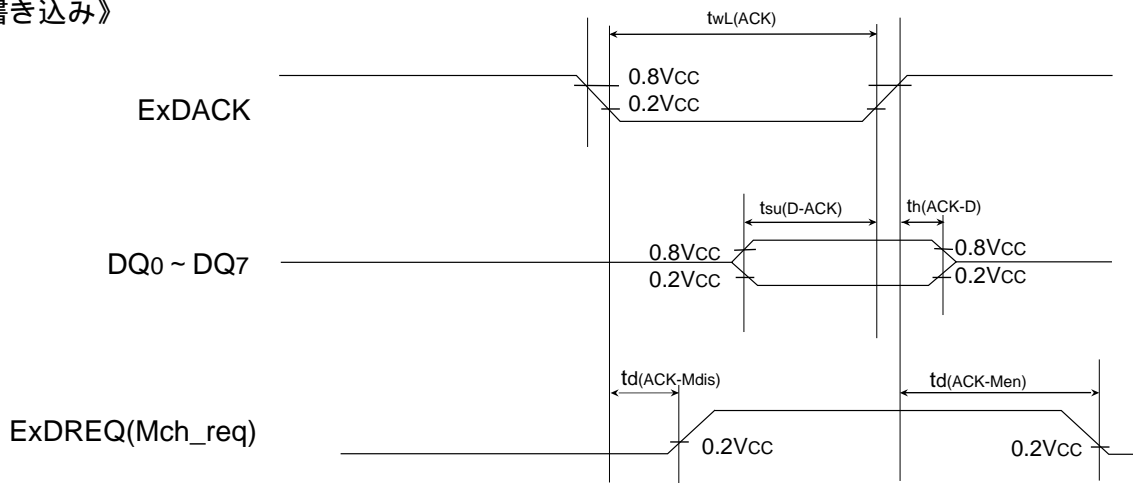 書き込み》
twL(ACK)
0.8VCC
0.2VCC
ExDACK
tsu(D-ACK)
th(ACK-D)
0.8VCC
0.8VCC
0.2VCC
0.2VCC
DQ0 ~ DQ7
td(ACK-Mdis)
td(ACK-Men)
ExDREQ(Mch_req)
0.2VCC
0.2VCC